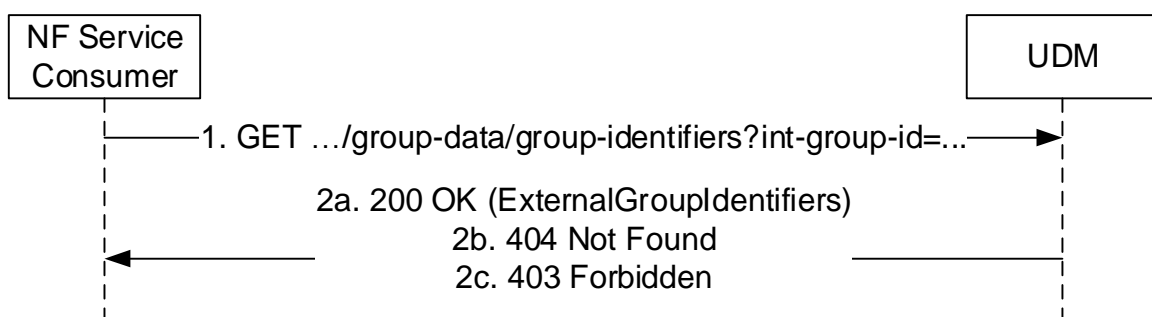 NF Service
Consumer
UDM
1. GET …/group-data/group-identifiers?int-group-id=...
2a. 200 OK (ExternalGroupIdentifiers)
2b. 404 Not Found
2c. 403 Forbidden